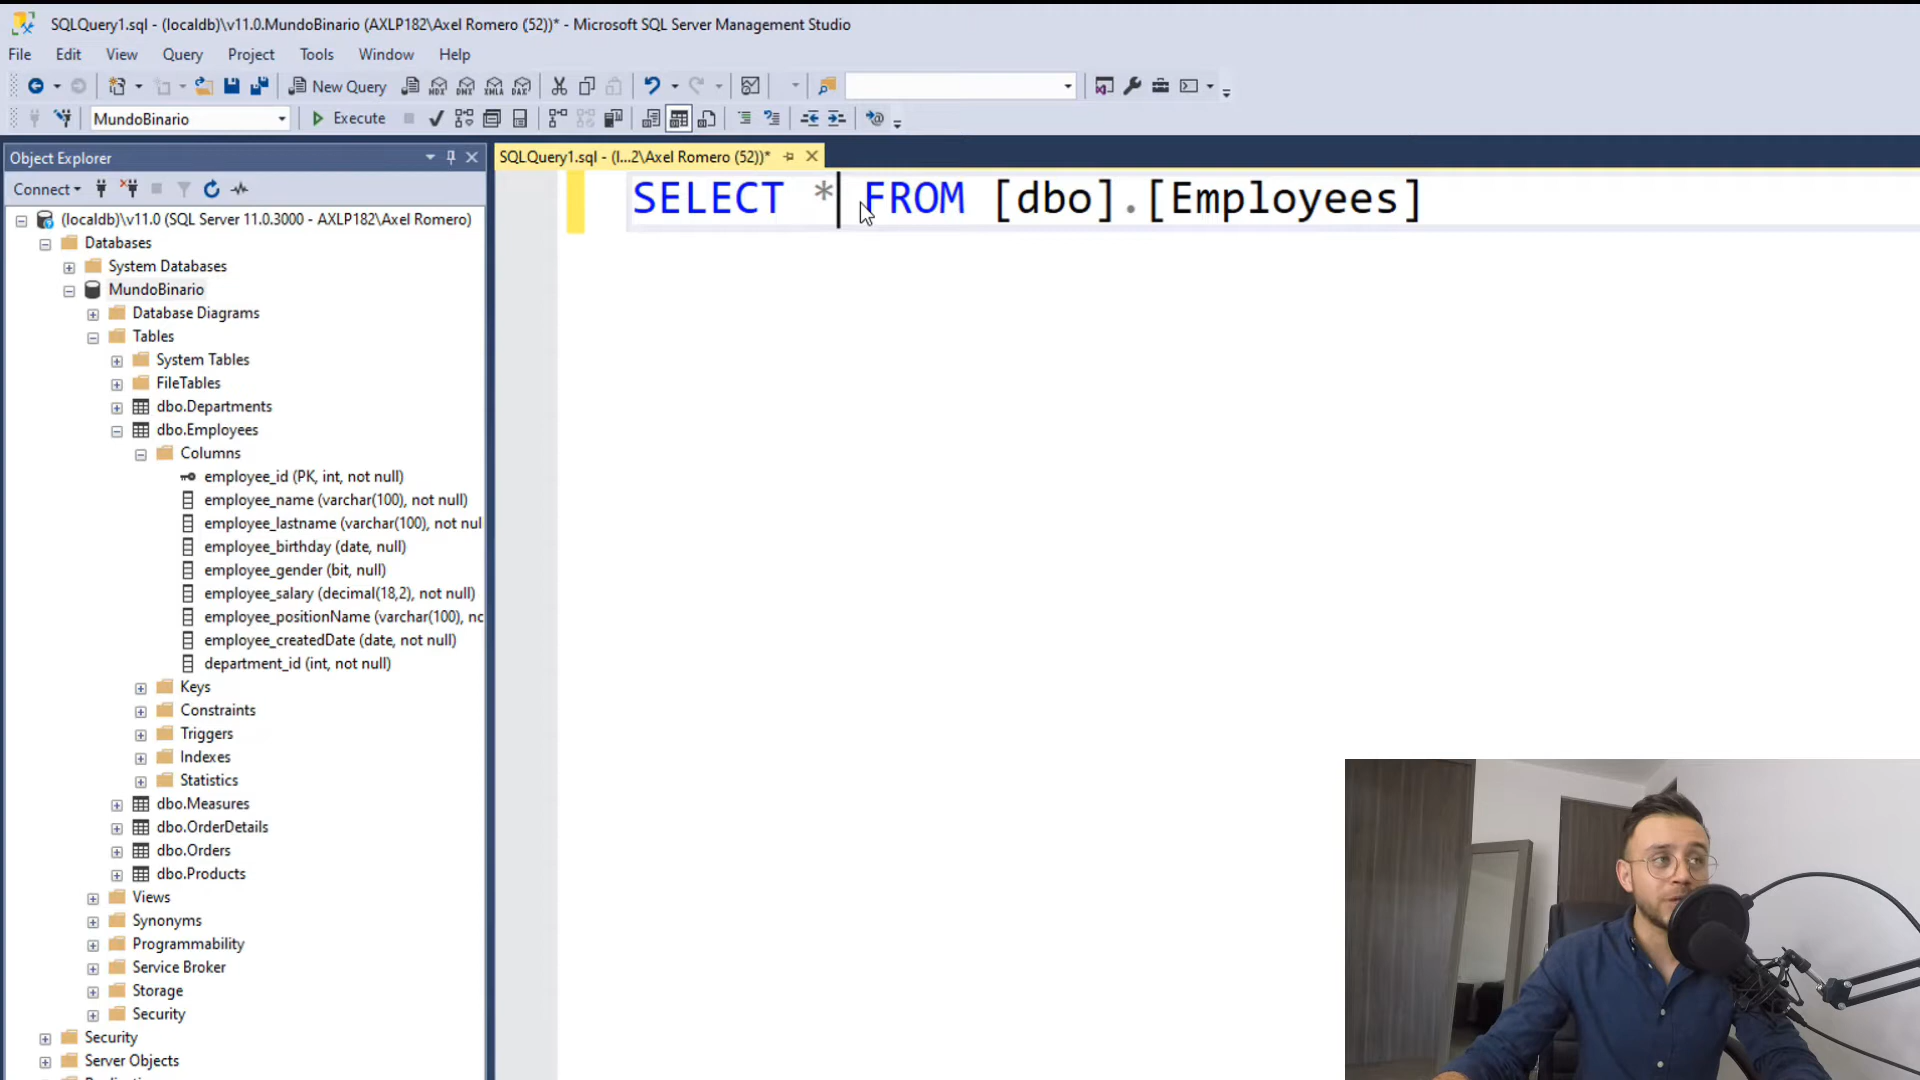 SQLQuery1.sql - (localdb)\v11.0.MundoBinario (AXLP182\Axel Romero (52))* - Microsoft SQL Server Management Studio
File Edit View Query Project Tools Window Help
New Query
MundoBinario Execute
Object Explorer
SQLQuery1.sql - (l...2\Axel Romero (52))*
Connect
SELECT * FROM [dbo].[Employees]
(localdb)\v11.0 (SQL Server 11.0.3000 - AXLP182\Axel Romero)
Databases
System Databases
MundoBinario
Database Diagrams
Tables
System Tables
FileTables
dbo.Departments
dbo.Employees
Columns
employee_id (PK, int, not null)
employee_name (varchar(100), not null)
employee_lastname (varchar(100), not nul
employee_birthday (date, null)
employee_gender (bit, null)
employee_salary (decimal(18,2), not null)
employee_positionName (varchar(100), nc
employee_createdDate (date, not null)
department_id (int, not null)
Keys
Constraints
Triggers
Indexes
Statistics
dbo.Measures
dbo.OrderDetails
dbo.Orders
dbo.Products
Views
Synonyms
Programmability
Service Broker
Storage
Security
Security
Server Objects